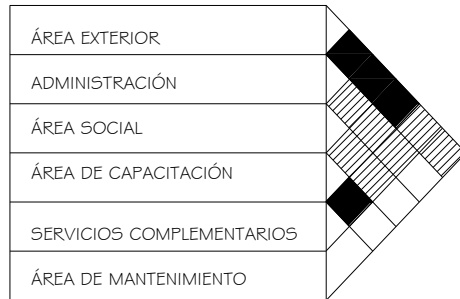 ÁREA EXTERIOR
ADMINISTRACIÓN
ÁREA SOCIAL
ÁREA DE CAPACITACIÓN
SERVICIOS COMPLEMENTARIOS
ÁREA DE MANTENIMIENTO